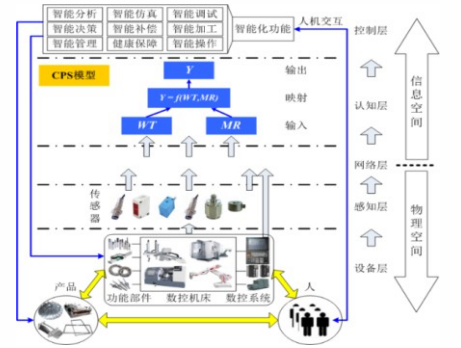 智能分析 智能仿真 智能调试
智能决策 智能补偿 智能加工 智能化功能
智能管理 健康保障 智能操作
人机交互
控制层
CPS模型
Y
输出
Y = f(WT,MR)
映射
认知层
WT
MR
输入
信息空间
网络层
传感器
感知层
物理空间
设备层
产品
功能部件 数控机床 数控系统
人